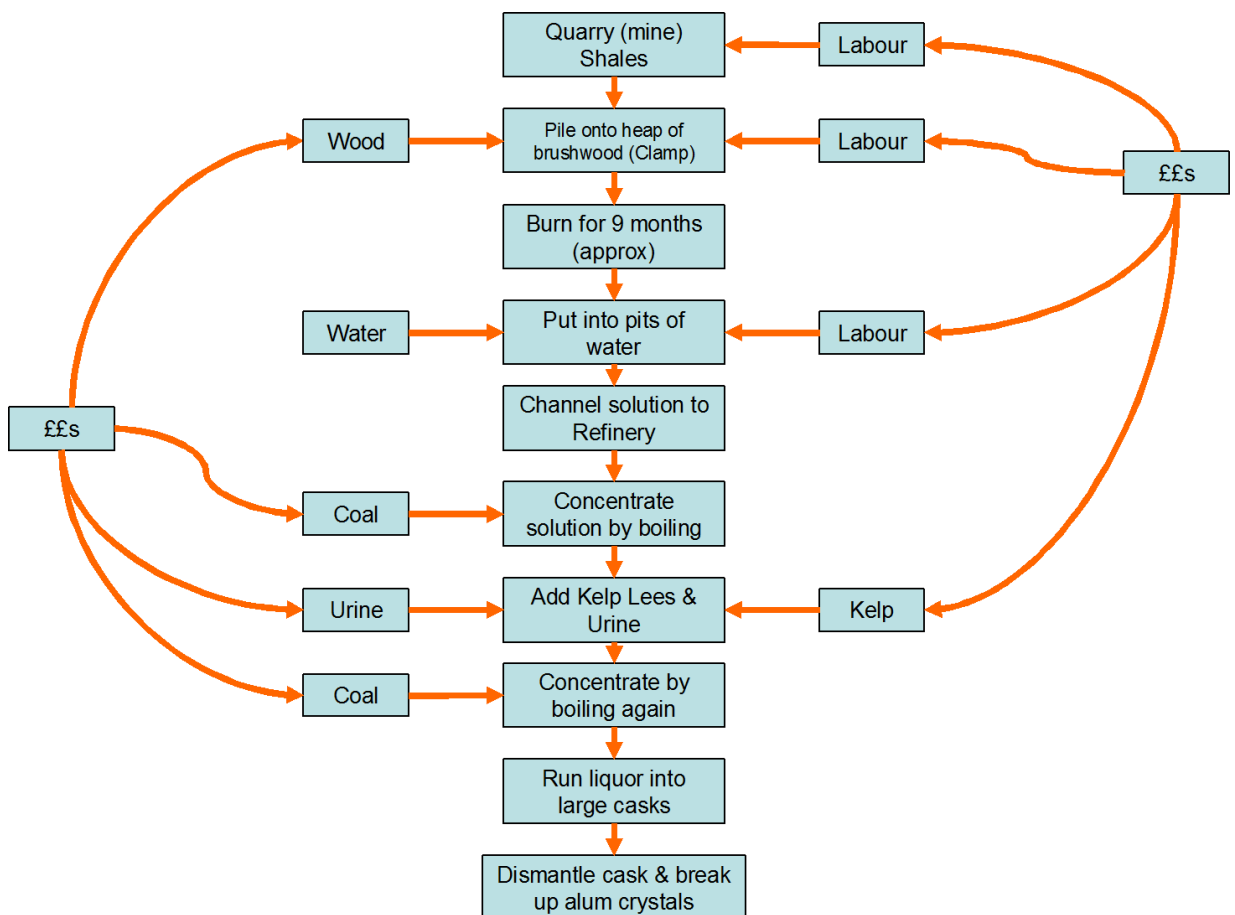 Quarry (mine)
Shales
Labour
Wood
Pile onto heap of
brushwood (Clamp)
Labour
££s
Burn for 9 months
(approx)
Water
Put into pits of
water
Labour
££s
Channel solution to
Refinery
Coal
Concentrate
solution by boiling
Urine
Add Kelp Lees &
Urine
Kelp
Coal
Concentrate by
boiling again
Run liquor into
large casks
Dismantle cask & break
up alum crystals